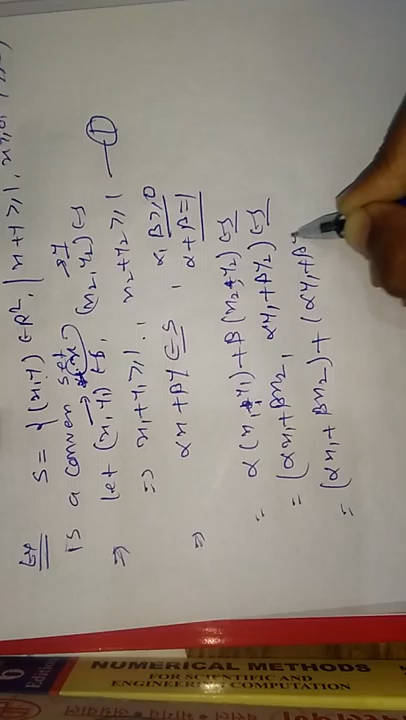 Ex S = {(x,y) ∈ R², | x+y ≥ 1, x ≥ 0,
is a convex set
⇒ let (x₁,y₁) ∈ S, (x₂,y₂) ∈ S
⇒ x₁+y₁ ≥ 1 , x₂+y₂ ≥ 1 — ①
⇒ αx + βy ∈ S , α, β ≥ 0
α+β=1
= α(x₁,y₁) + β(x₂,y₂) ∈ S
= (αx₁+βx₂, αy₁+βy₂) ∈ S
= (αx₁+βx₂) + (αy₁+β
6
Edition
NUMERICAL METHODS
FOR SCIENTIFIC AND
ENGINEERING COMPUTATION